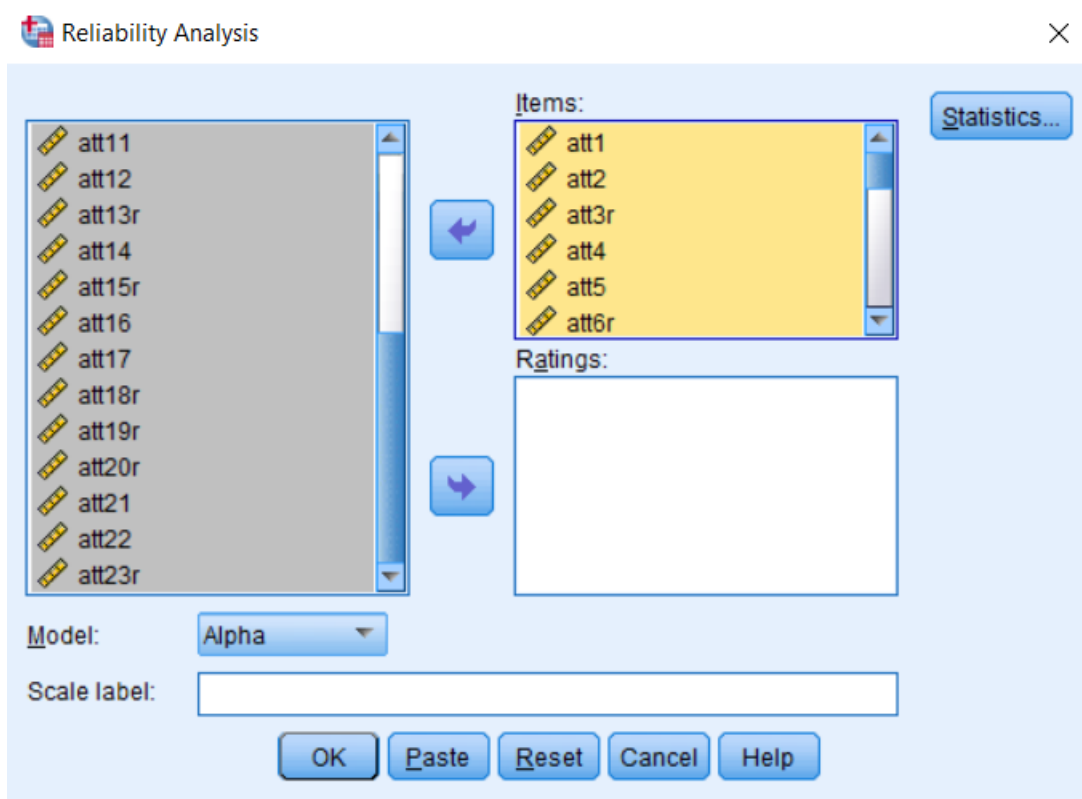 Reliability Analysis
Items:
Statistics...
att11
att12
att13r
att14
att15r
att16
att17
att18r
att19r
att20r
att21
att22
att23r
att1
att2
att3r
att4
att5
att6r
Ratings:
Model:
Alpha
Scale label:
OK
Paste
Reset
Cancel
Help